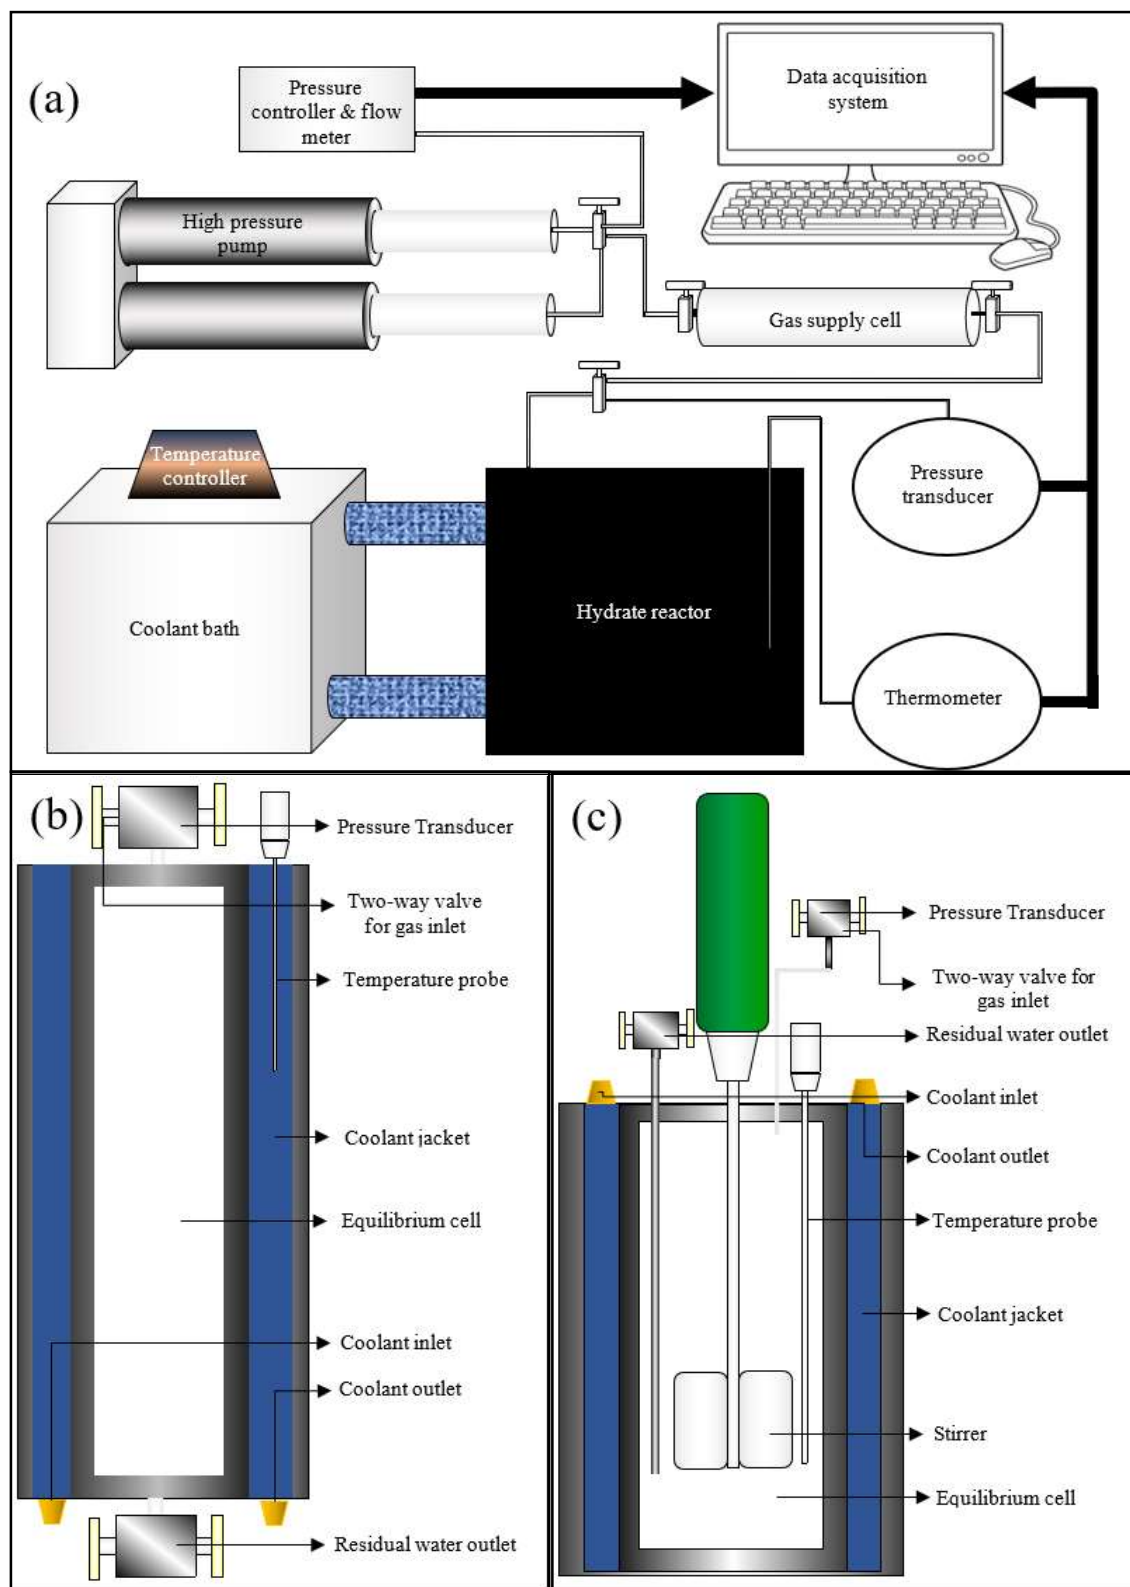 (a)
Pressure
controller & flow
meter
Data acquisition
system
High pressure
pump
Gas supply cell
Temperature
controller
Pressure
transducer
Coolant bath
Hydrate reactor
Thermometer
(b)
Pressure Transducer
Two-way valve
for gas inlet
Temperature probe
Coolant jacket
Equilibrium cell
Coolant inlet
Coolant outlet
Residual water outlet
(c)
Pressure Transducer
Two-way valve for
gas inlet
Residual water outlet
Coolant inlet
Coolant outlet
Temperature probe
Coolant jacket
Stirrer
Equilibrium cell